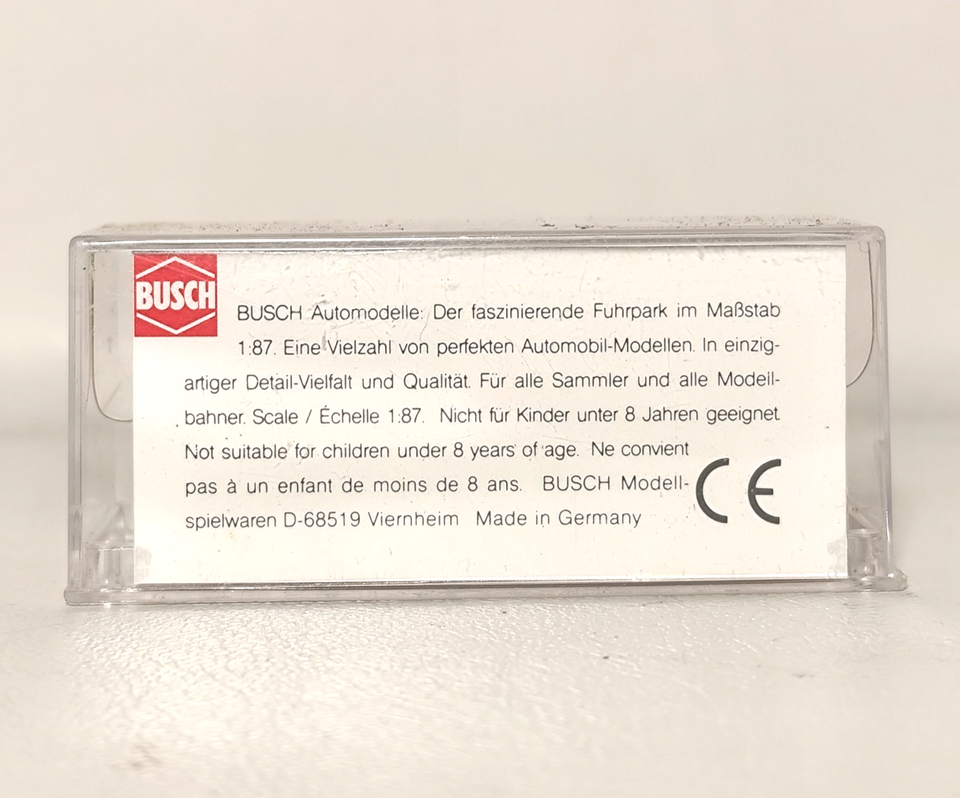 BUSCH
BUSCH Automodelle: Der faszinierende Fuhrpark im Maßstab
1:87. Eine Vielzahl von perfekten Automobil-Modellen. In einzig-
artiger Detail-Vielfalt und Qualität. Für alle Sammler und alle Modell-
bahner. Scale / Échelle 1:87. Nicht für Kinder unter 8 Jahren geeignet.
Not suitable for children under 8 years of age. Ne convient
pas à un enfant de moins de 8 ans. BUSCH Modell-
spielwaren D-68519 Viernheim Made in Germany
CE